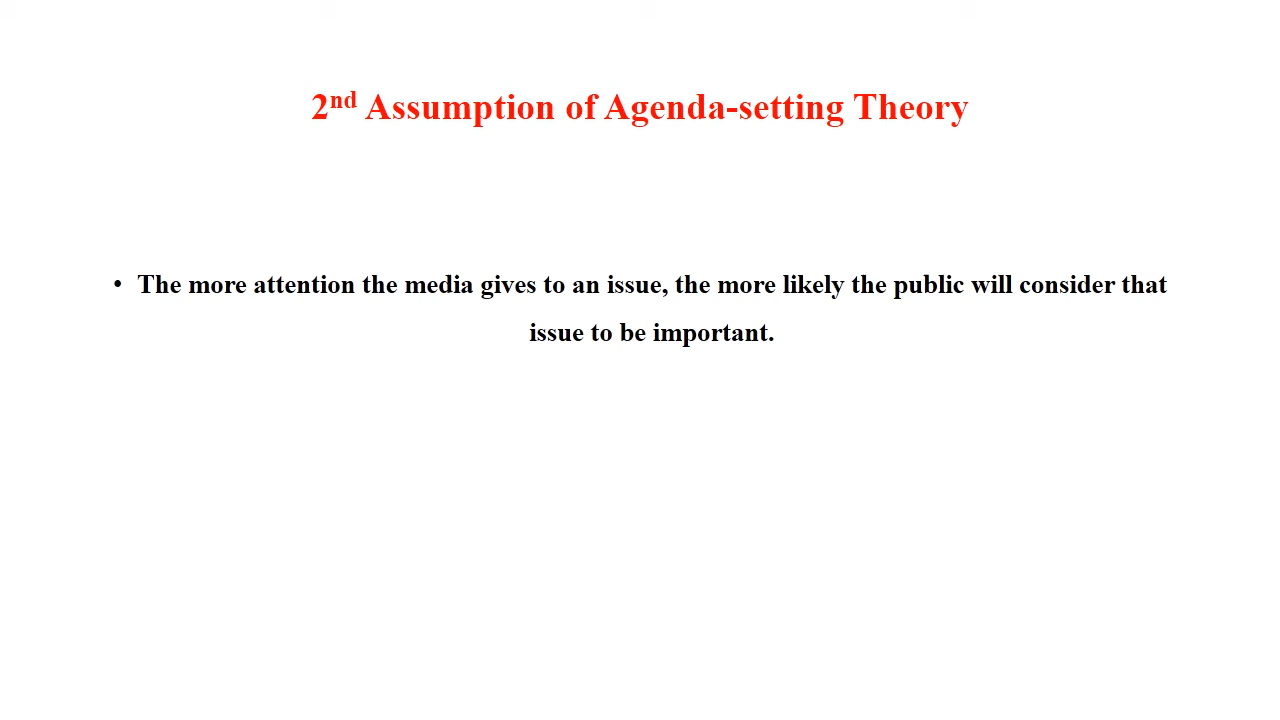 2nd Assumption of Agenda-setting Theory
• The more attention the media gives to an issue, the more likely the public will consider that
issue to be important.